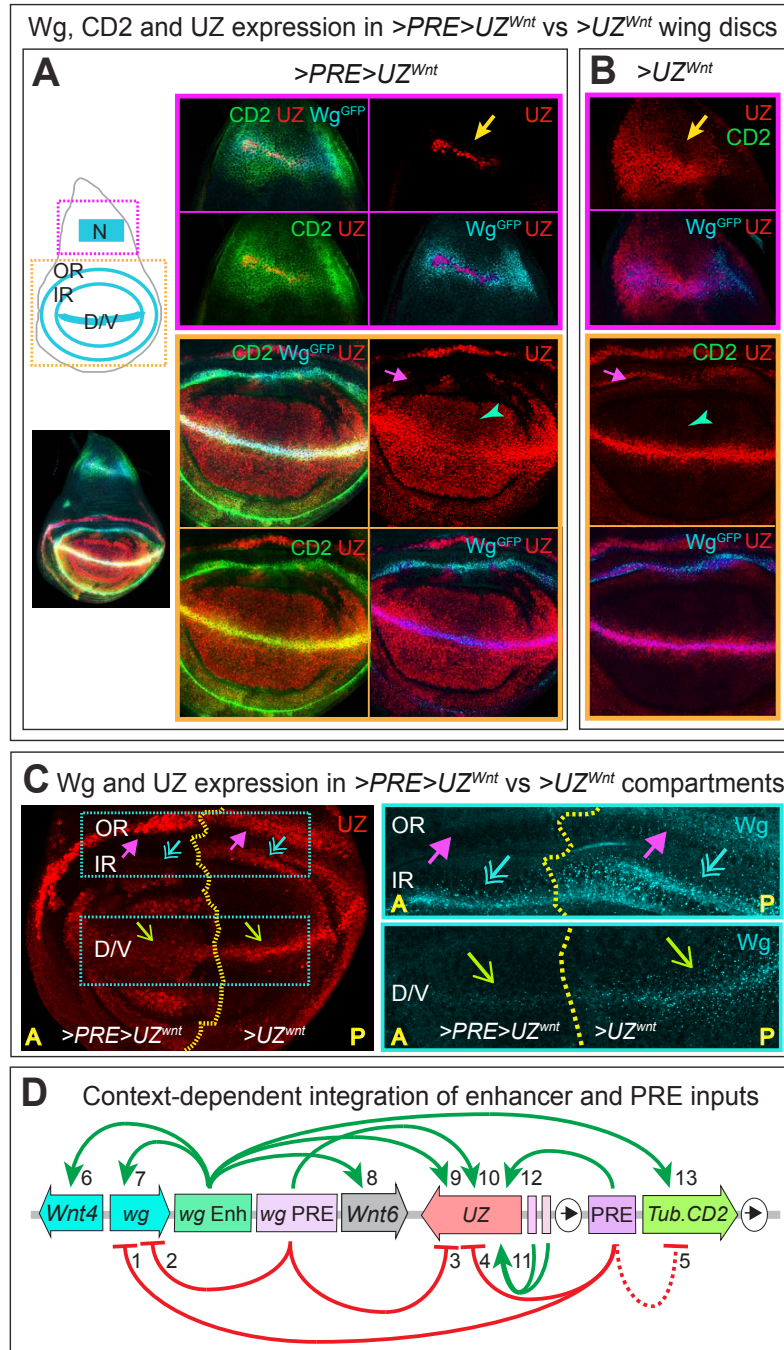 Wg, CD2 and UZ expression in >PRE>UZ^Wnt vs >UZ^Wnt wing discs
A
>PRE>UZ^Wnt
CD2 UZ Wg^GFP
UZ
CD2 UZ
Wg^GFP UZ
N
OR
IR
D/V
CD2 Wg^GFP UZ
UZ
CD2 UZ
Wg^GFP UZ
B
>UZ^Wnt
UZ
CD2
Wg^GFP UZ
CD2 UZ
Wg^GFP UZ
C Wg and UZ expression in >PRE>UZ^Wnt vs >UZ^Wnt compartments
UZ
OR
IR
D/V
A >PRE>UZ^wnt >UZ^wnt P
OR Wg
IR
A P
Wg
D/V
A >PRE>UZ^wnt >UZ^wnt P
D Context-dependent integration of enhancer and PRE inputs
6 7 8 9 10 12 13
Wnt4 wg wg Enh wg PRE Wnt6 UZ PRE Tub.CD2
1 2 3 4 11 5